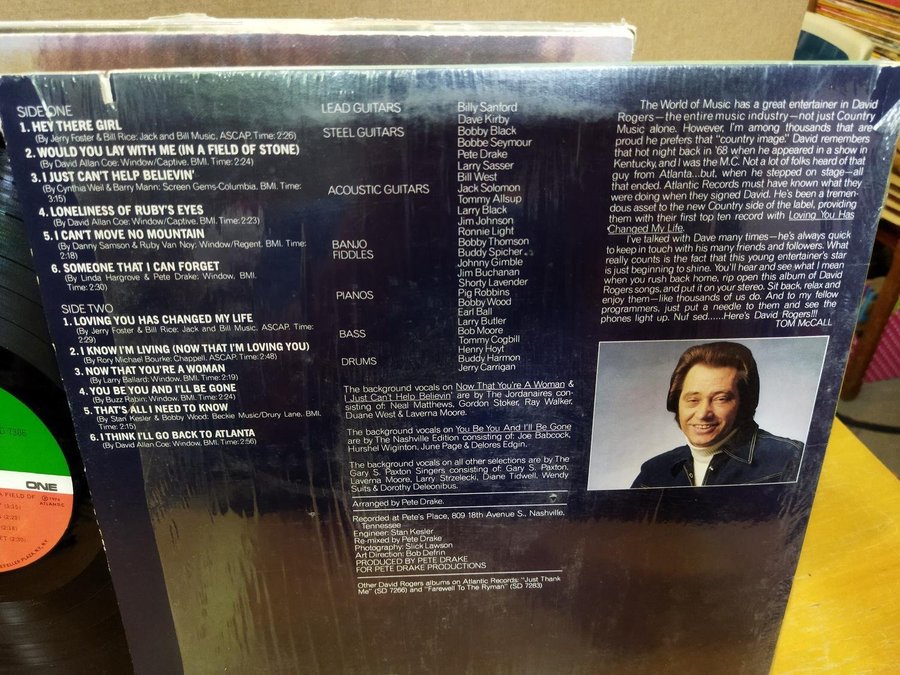 SIDE ONE
1. HEY THERE GIRL
(By Jerry Foster & Bill Rice: Jack and Bill Music, ASCAP. Time: 2:26)
2. WOULD YOU LAY WITH ME (IN A FIELD OF STONE)
(By David Allan Coe: Window/Captive, BMI. Time: 2:24)
3. I JUST CAN'T HELP BELIEVIN'
(By Cynthia Weil & Barry Mann: Screen Gems-Columbia, BMI. Time:
3:15)
4. LONELINESS OF RUBY'S EYES
(By David Allan Coe: Window/Captive, BMI. Time: 2:23)
5. I CAN'T MOVE NO MOUNTAIN
(By Danny Samson & Ruby Van Noy: Window/Regent, BMI. Time:
2:38)
6. SOMEONE THAT I CAN FORGET
(By Linda Hargrove & Pete Drake: Window, BMI.
Time: 2:30)
SIDE TWO
1. LOVING YOU HAS CHANGED MY LIFE
(By Jerry Foster & Bill Rice: Jack and Bill Music, ASCAP. Time:
2:29)
2. I KNOW I'M LIVING (NOW THAT I'M LOVING YOU)
(By Rory Michael Bourke: Chappell, ASCAP. Time: 2:48)
3. NOW THAT YOU'RE A WOMAN
(By Larry Ballard: Window, BMI. Time: 2:19)
4. YOU BE YOU AND I'LL BE GONE
(By Buzz Rabin: Window, BMI. Time: 2:24)
5. THAT'S ALL I NEED TO KNOW
(By Stan Kesler & Bobby Wood: Beckie Music/Drury Lane, BMI.
Time: 2:15)
6. I THINK I'LL GO BACK TO ATLANTA
(By David Allan Coe: Window, BMI. Time: 2:56)
LEAD GUITARS Billy Sanford
Dave Kirby
STEEL GUITARS Bobby Black
Bobbe Seymour
Pete Drake
Larry Sasser
Bill West
ACOUSTIC GUITARS Jack Solomon
Tommy Allsup
Larry Black
Jim Johnson
Ronnie Light
BANJO Bobby Thomson
FIDDLES Buddy Spicher
Johnny Gimble
Jim Buchanan
Shorty Lavender
PIANOS Pig Robbins
Bobby Wood
Earl Ball
Larry Butler
BASS Bob Moore
Tommy Cogbill
Henry Hoyt
DRUMS Buddy Harmon
Jerry Carrigan
The background vocals on Now That You're A Woman &
I Just Can't Help Believin' are by The Jordanaires con-
sisting of: Neal Matthews, Gordon Stoker, Ray Walker,
Duane West & Laverna Moore.
The background vocals on You Be You And I'll Be Gone
are by The Nashville Edition consisting of: Joe Babcock,
Hurshel Wiginton, June Page & Delores Edgin.
The background vocals on all other selections are by The
Gary S. Paxton Singers consisting of: Gary S. Paxton,
Laverna Moore, Larry Strzelecki, Diane Tidwell, Wendy
Suits & Dorothy Deleonibus.
Arranged by Pete Drake.
Recorded at Pete's Place, 809 18th Avenue S., Nashville,
Tennessee
Engineer: Stan Kesler
Re-mixed by Pete Drake
Photography: Slick Lawson
Art Direction: Bob Defrin
PRODUCED BY PETE DRAKE
FOR PETE DRAKE PRODUCTIONS
Other David Rogers albums on Atlantic Records: "Just Thank
Me" (SD 7266) and "Farewell To The Ryman" (SD 7283)
The World of Music has a great entertainer in David
Rogers—the entire music industry—not just Country
Music alone. However, I'm among thousands that are
proud he prefers that "country image." David remembers
that hot night back in '68 when he appeared in a show in
Kentucky, and I was the M.C. Not a lot of folks heard of that
guy from Atlanta...but, when he stepped on stage—all
that ended. Atlantic Records must have known what they
were doing when they signed David. He's been a tremen-
dous asset to the new Country side of the label, providing
them with their first top ten record with Loving You Has
Changed My Life.
I've talked with Dave many times—he's always quick
to keep in touch with his many friends and followers. What
really counts is the fact that this young entertainer's star
is just beginning to shine. You'll hear and see what I mean
when you rush back home, rip open this album of David
Rogers songs, and put it on your stereo. Sit back, relax and
enjoy them—like thousands of us do. And to my fellow
programmers, just put a needle to them and see the
phones light up. Nuf sed.....Here's David Rogers!!!
TOM McCALL
7306
ONE
A FIELD OF
ATLANTIC
(3:15)
(2:23)